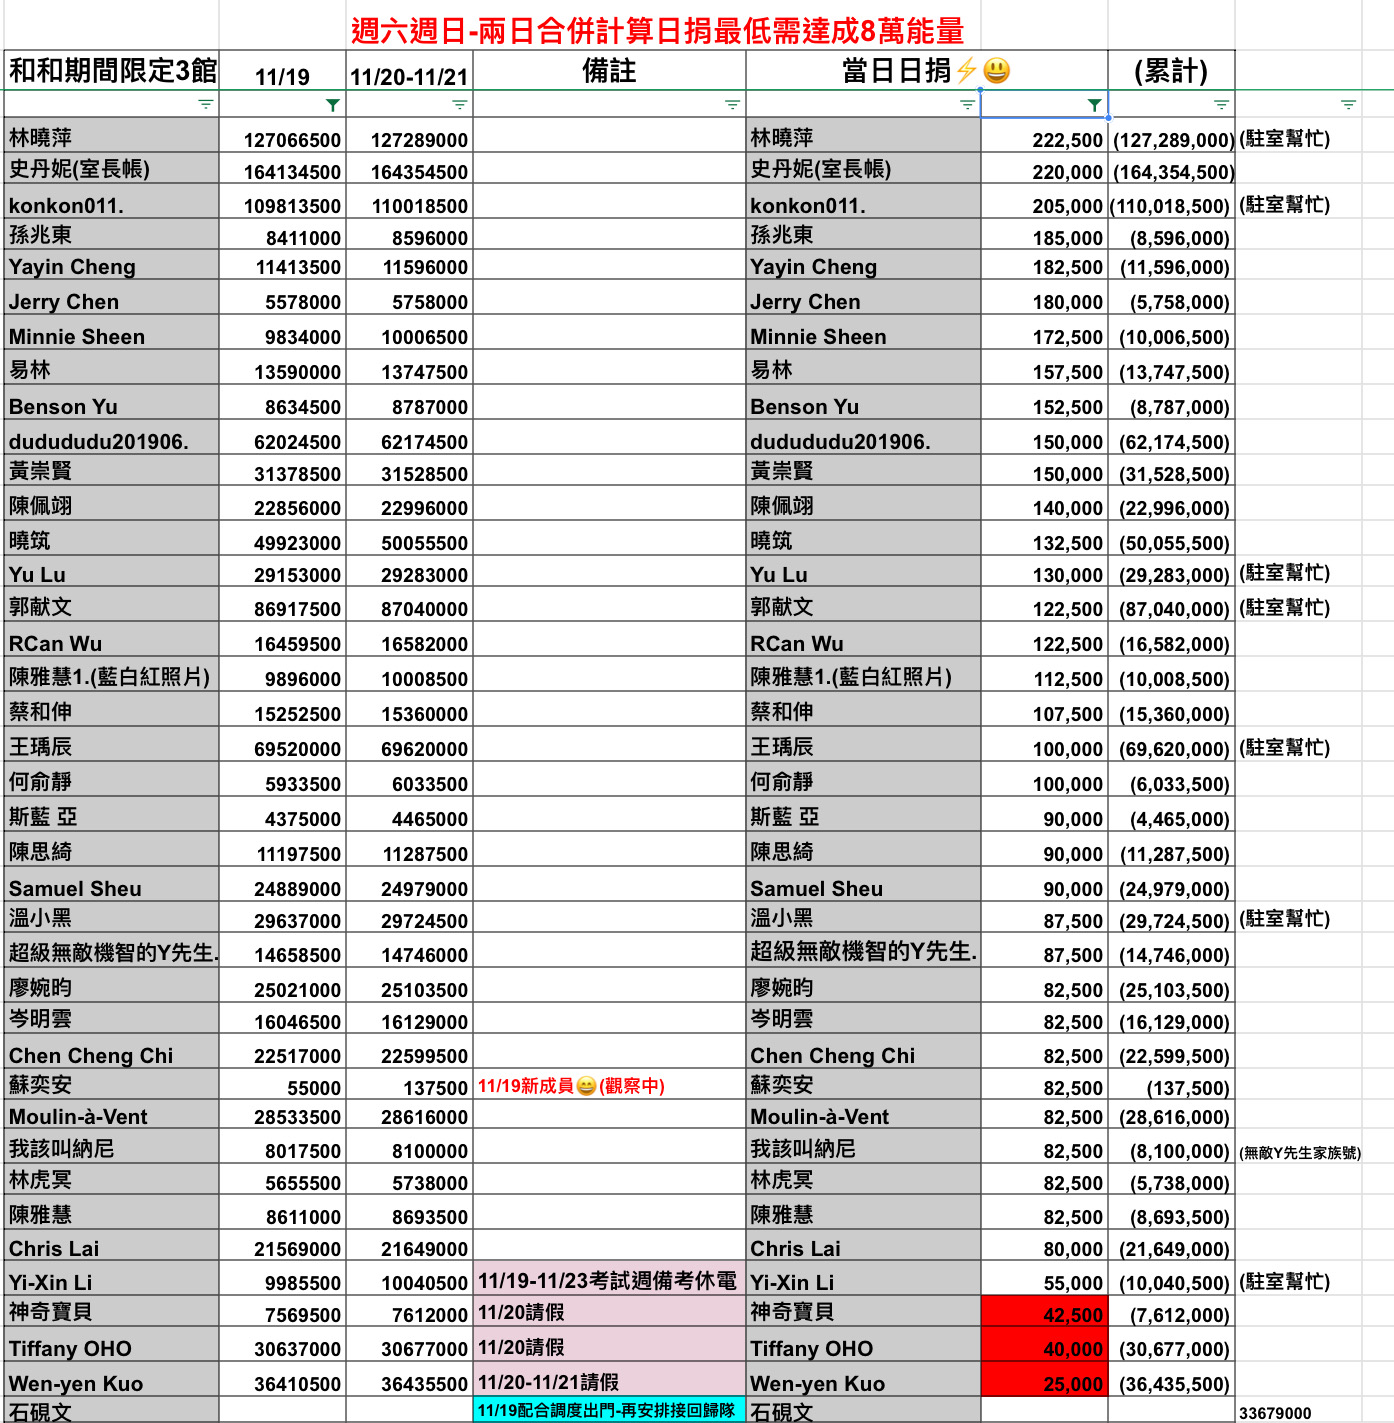 週六週日-兩日合併計算日捐最低需達成8萬能量
和和期間限定3館 11/19 11/20-11/21 備註 當日日捐⚡😃 (累計)
林曉萍 127066500 127289000 林曉萍 222,500 (127,289,000) (駐室幫忙)
史丹妮(室長帳) 164134500 164354500 史丹妮(室長帳) 220,000 (164,354,500)
konkon011. 109813500 110018500 konkon011. 205,000 (110,018,500) (駐室幫忙)
孫兆東 8411000 8596000 孫兆東 185,000 (8,596,000)
Yayin Cheng 11413500 11596000 Yayin Cheng 182,500 (11,596,000)
Jerry Chen 5578000 5758000 Jerry Chen 180,000 (5,758,000)
Minnie Sheen 9834000 10006500 Minnie Sheen 172,500 (10,006,500)
易林 13590000 13747500 易林 157,500 (13,747,500)
Benson Yu 8634500 8787000 Benson Yu 152,500 (8,787,000)
dudududu201906. 62024500 62174500 dudududu201906. 150,000 (62,174,500)
黃崇賢 31378500 31528500 黃崇賢 150,000 (31,528,500)
陳佩翊 22856000 22996000 陳佩翊 140,000 (22,996,000)
曉筑 49923000 50055500 曉筑 132,500 (50,055,500)
Yu Lu 29153000 29283000 Yu Lu 130,000 (29,283,000) (駐室幫忙)
郭献文 86917500 87040000 郭献文 122,500 (87,040,000) (駐室幫忙)
RCan Wu 16459500 16582000 RCan Wu 122,500 (16,582,000)
陳雅慧1.(藍白紅照片) 9896000 10008500 陳雅慧1.(藍白紅照片) 112,500 (10,008,500)
蔡和伸 15252500 15360000 蔡和伸 107,500 (15,360,000)
王瑀辰 69520000 69620000 王瑀辰 100,000 (69,620,000) (駐室幫忙)
何俞靜 5933500 6033500 何俞靜 100,000 (6,033,500)
斯藍 亞 4375000 4465000 斯藍 亞 90,000 (4,465,000)
陳思綺 11197500 11287500 陳思綺 90,000 (11,287,500)
Samuel Sheu 24889000 24979000 Samuel Sheu 90,000 (24,979,000)
溫小黑 29637000 29724500 溫小黑 87,500 (29,724,500) (駐室幫忙)
超級無敵機智的Y先生. 14658500 14746000 超級無敵機智的Y先生. 87,500 (14,746,000)
廖婉昀 25021000 25103500 廖婉昀 82,500 (25,103,500)
岑明雲 16046500 16129000 岑明雲 82,500 (16,129,000)
Chen Cheng Chi 22517000 22599500 Chen Cheng Chi 82,500 (22,599,500)
蘇奕安 55000 137500 11/19新成員😄(觀察中) 蘇奕安 82,500 (137,500)
Moulin-à-Vent 28533500 28616000 Moulin-à-Vent 82,500 (28,616,000)
我該叫納尼 8017500 8100000 我該叫納尼 82,500 (8,100,000) (無敵Y先生家族號)
林虎冥 5655500 5738000 林虎冥 82,500 (5,738,000)
陳雅慧 8611000 8693500 陳雅慧 82,500 (8,693,500)
Chris Lai 21569000 21649000 Chris Lai 80,000 (21,649,000)
Yi-Xin Li 9985500 10040500 11/19-11/23考試週備考休電 Yi-Xin Li 55,000 (10,040,500) (駐室幫忙)
神奇寶貝 7569500 7612000 11/20請假 神奇寶貝 42,500 (7,612,000)
Tiffany OHO 30637000 30677000 11/20請假 Tiffany OHO 40,000 (30,677,000)
Wen-yen Kuo 36410500 36435500 11/20-11/21請假 Wen-yen Kuo 25,000 (36,435,500)
石硯文 11/19配合調度出門-再安排接回歸隊 石硯文 33679000